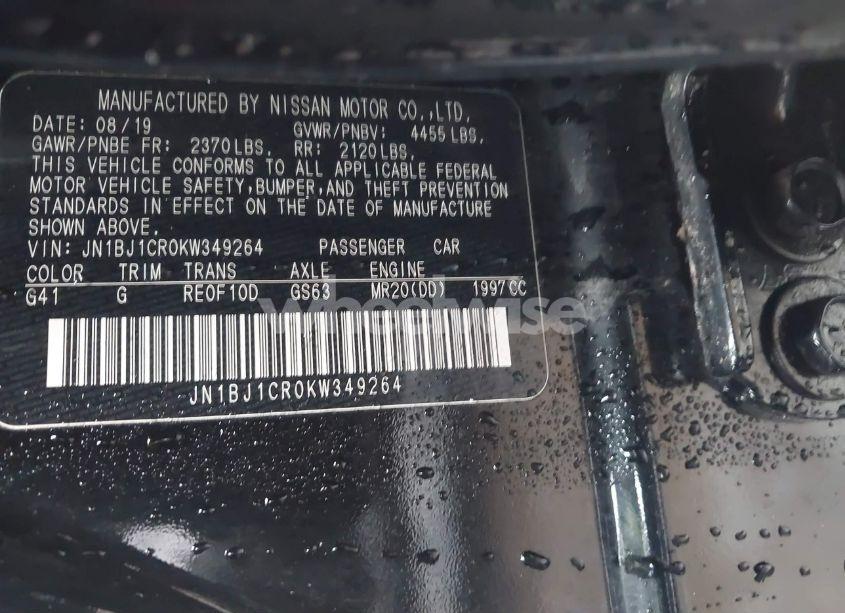 MANUFACTURED BY NISSAN MOTOR CO.,LTD.
DATE: 08/19 GVWR/PNBV: 4455 LBS,
GAWR/PNBE FR: 2370 LBS, RR: 2120 LBS,
THIS VEHICLE CONFORMS TO ALL APPLICABLE FEDERAL
MOTOR VEHICLE SAFETY, BUMPER, AND THEFT PREVENTION
STANDARDS IN EFFECT ON THE DATE OF MANUFACTURE
SHOWN ABOVE.
VIN: JN1BJ1CR0KW349264 PASSENGER CAR
COLOR TRIM TRANS AXLE ENGINE
G41 G RE0F10D GS63 MR20(DD) 1997 CC
wheelwise
JN1BJ1CR0KW349264